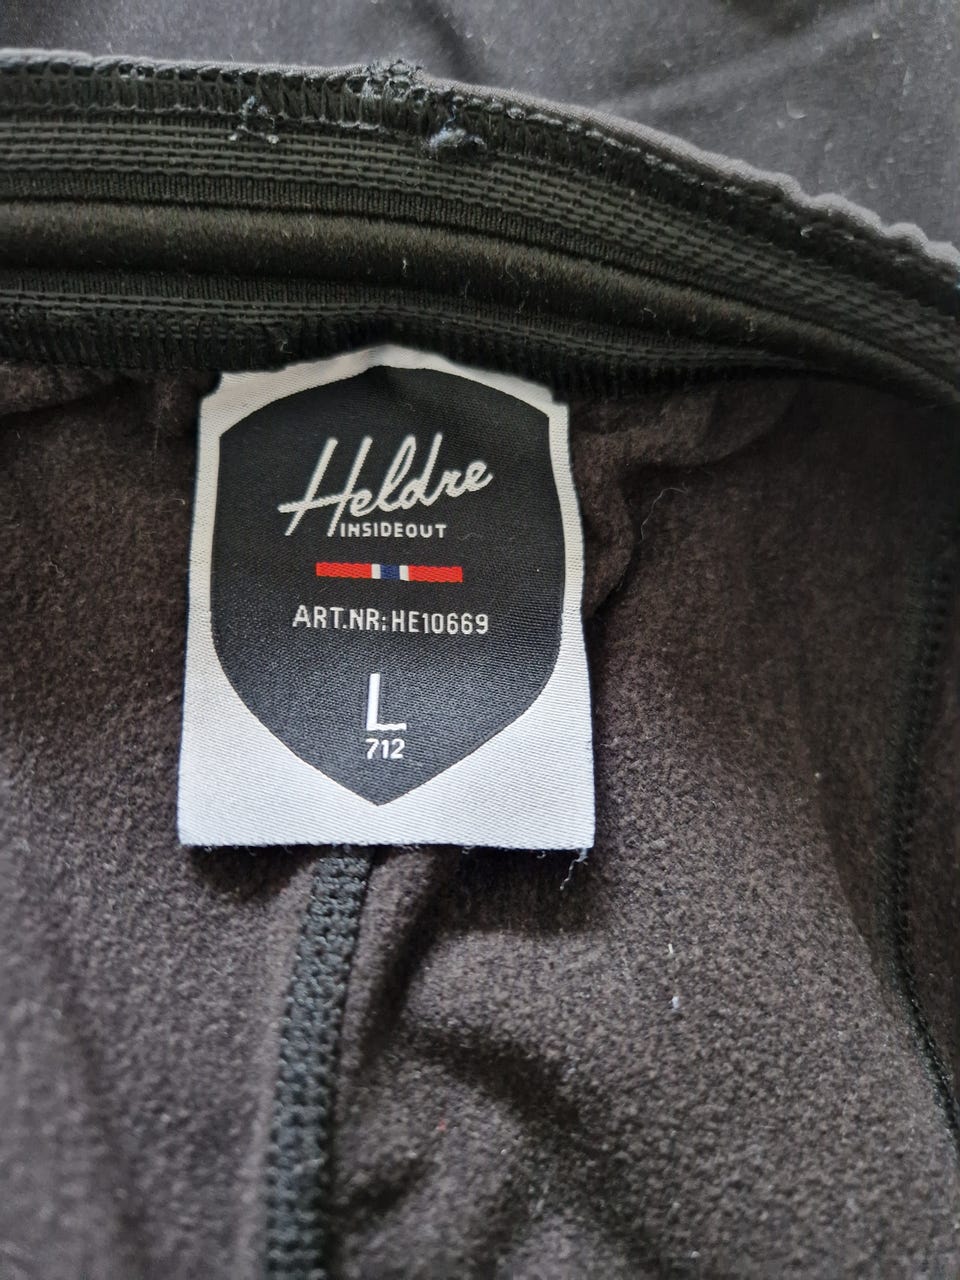 Heldre
INSIDEOUT
ART.NR:HE10669
L
712